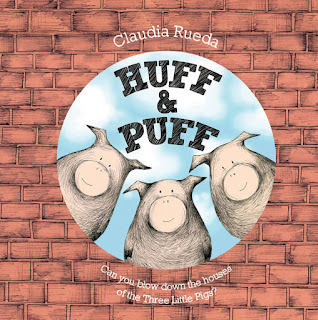 Claudia Rueda
HUFF
&
PUFF
Can you blow down the houses
of the Three Little Pigs?